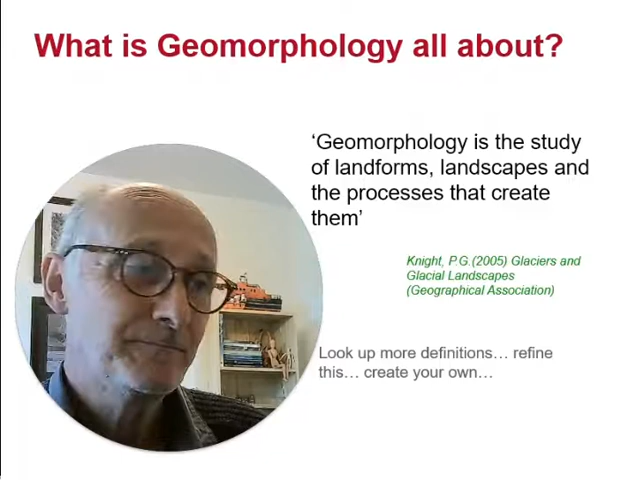 What is Geomorphology all about?
‘Geomorphology is the study
of landforms, landscapes and
the processes that create
them’
Knight, P.G.(2005) Glaciers and
Glacial Landscapes
(Geographical Association)
Look up more definitions… refine
this… create your own…